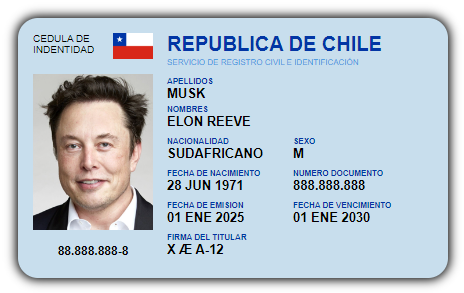 CEDULA DE
INDENTIDAD
REPUBLICA DE CHILE
SERVICIO DE REGISTRO CIVIL E IDENTIFICACIÓN
APELLIDOS
MUSK
NOMBRES
ELON REEVE
NACIONALIDAD SEXO
SUDAFRICANO M
FECHA DE NACIMIENTO NUMERO DOCUMENTO
28 JUN 1971 888.888.888
FECHA DE EMISION FECHA DE VENCIMIENTO
01 ENE 2025 01 ENE 2030
FIRMA DEL TITULAR
X Æ A-12
88.888.888-8